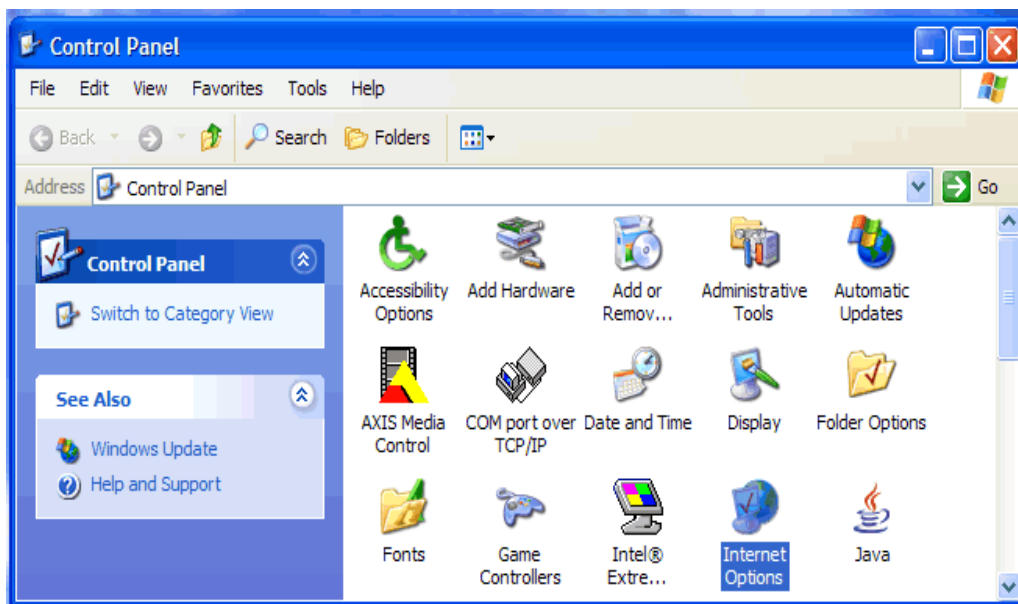 Control Panel
File Edit View Favorites Tools Help
Back Search Folders
Address Control Panel Go
Control Panel
Switch to Category View
See Also
Windows Update
Help and Support
Accessibility Options
Add Hardware
Add or Remov...
Administrative Tools
Automatic Updates
AXIS Media Control
COM port over TCP/IP
Date and Time
Display
Folder Options
Fonts
Game Controllers
Intel® Extre...
Internet Options
Java